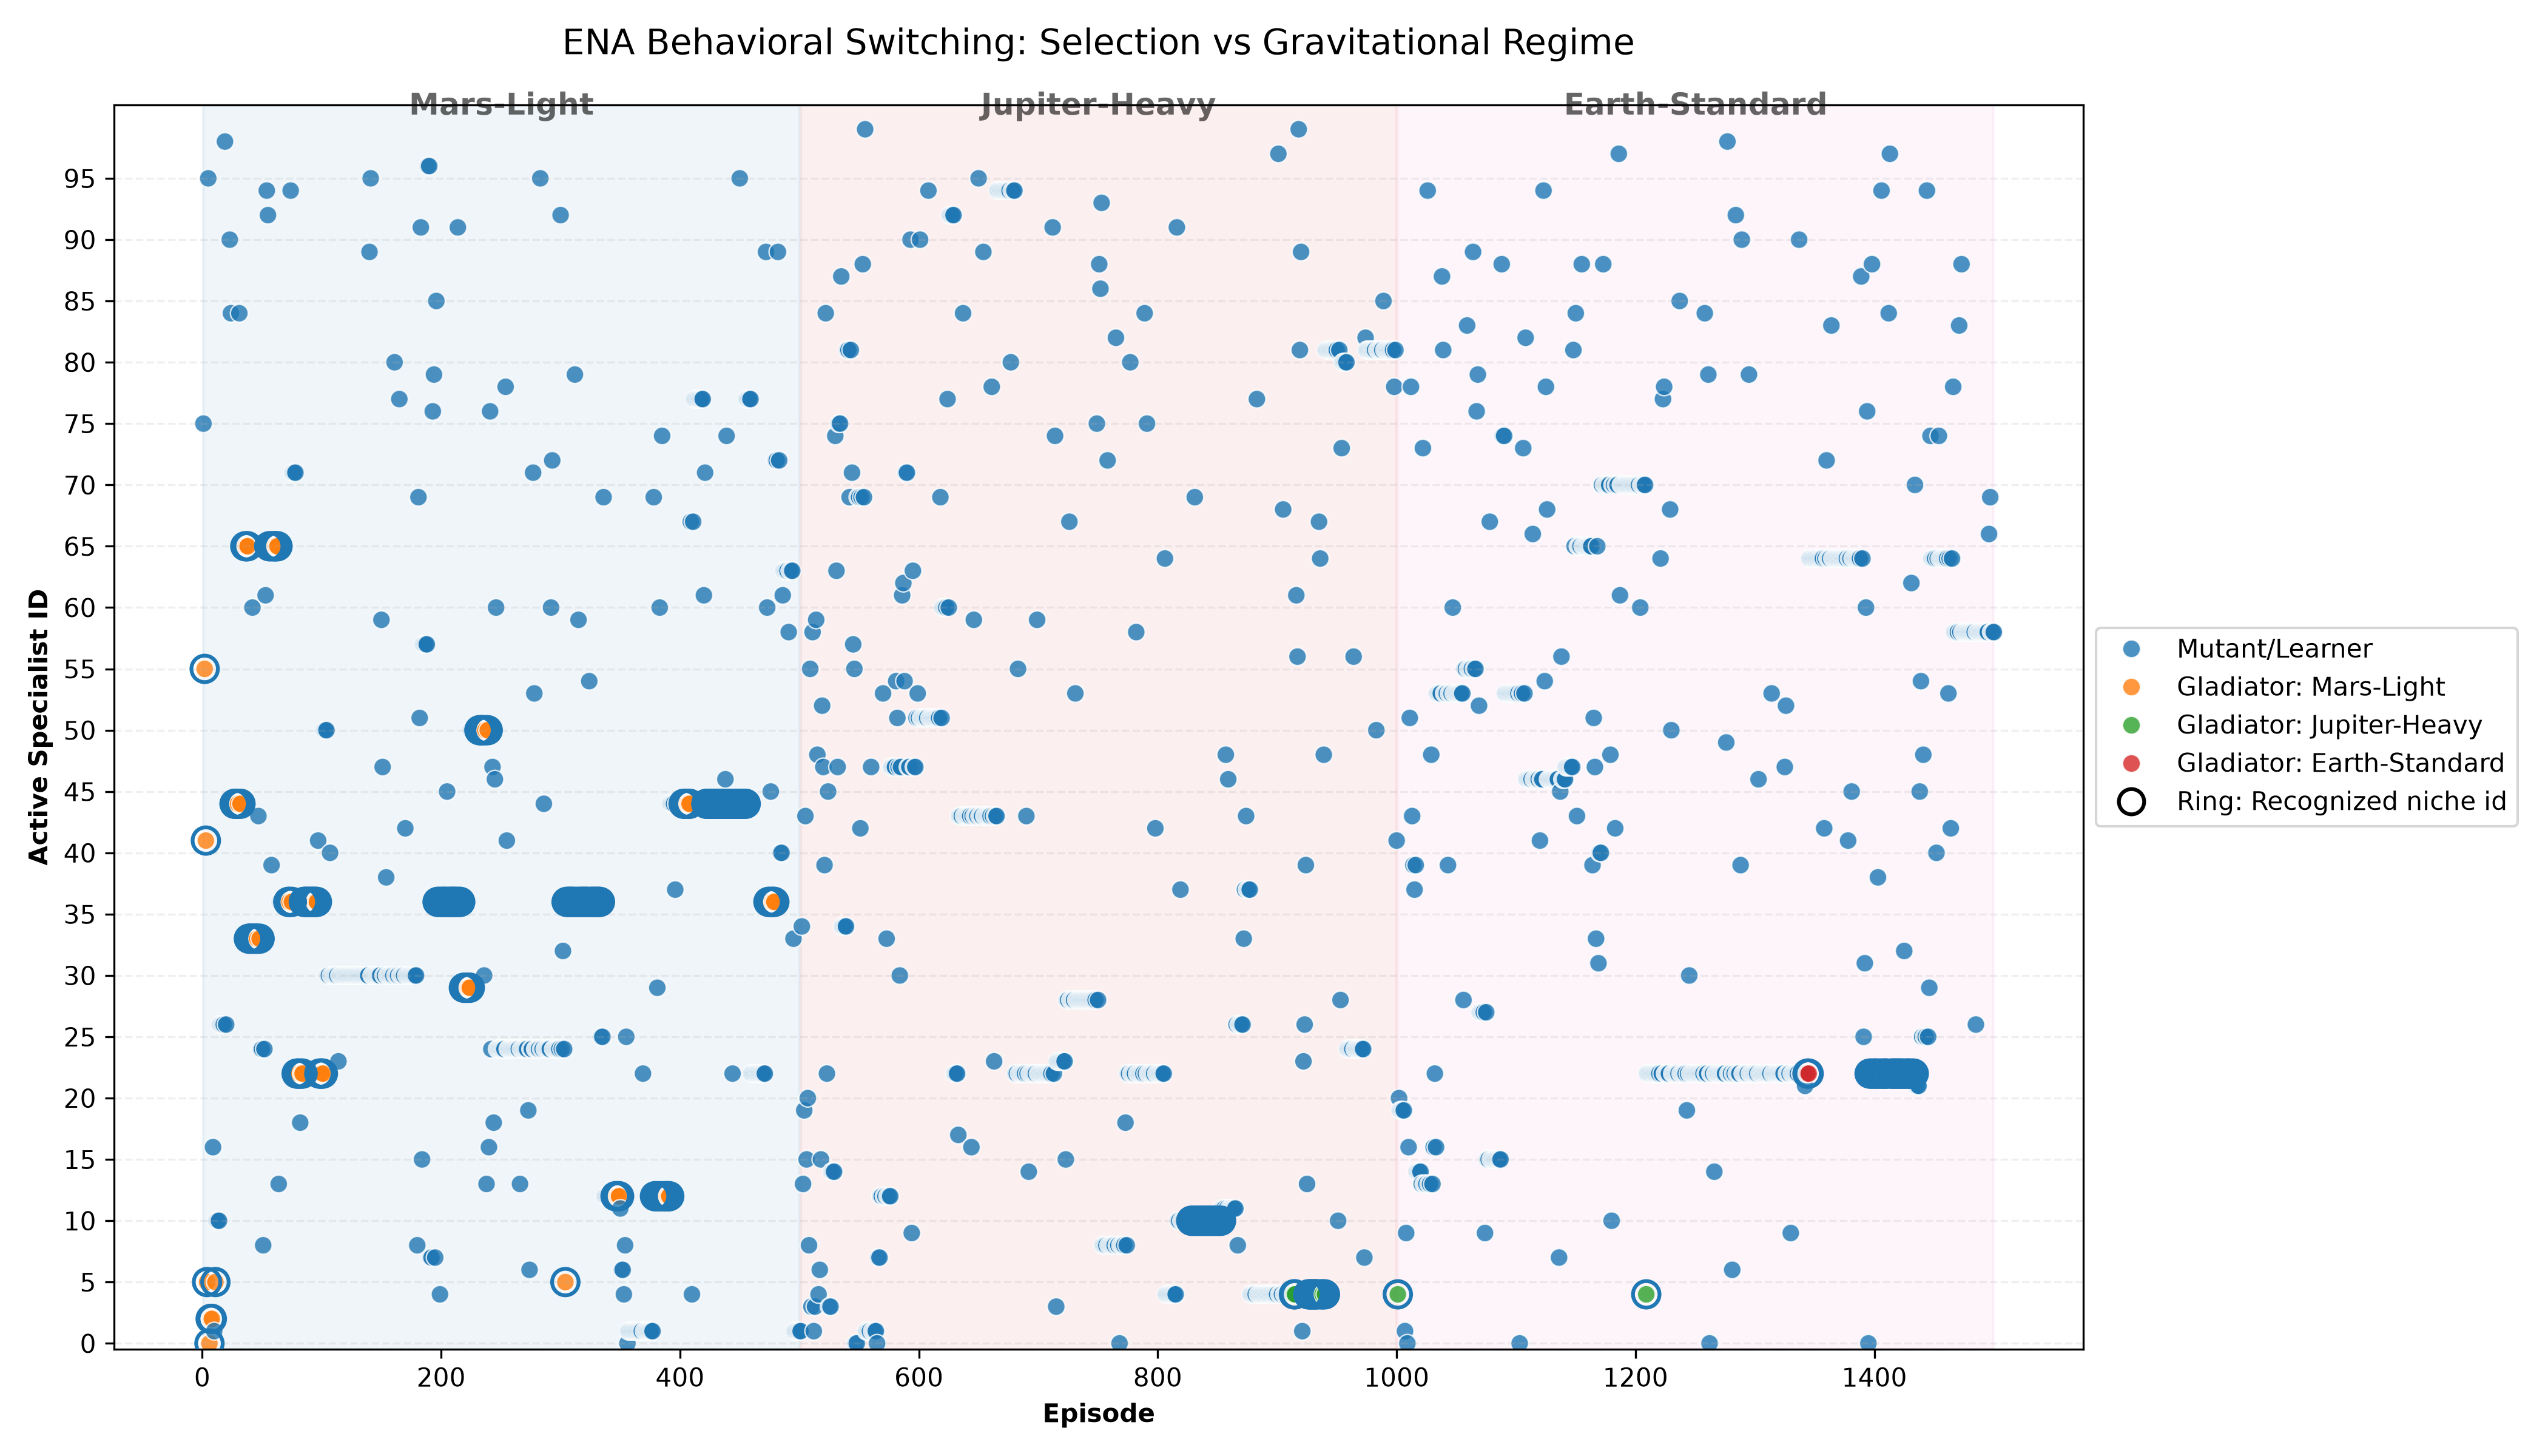 ENA Behavioral Switching: Selection vs Gravitational Regime
Mars-Light
Jupiter-Heavy
Earth-Standard
Active Specialist ID
95
90
85
80
75
70
65
60
55
50
45
40
35
30
25
20
15
10
5
0
0 200 400 600 800 1000 1200 1400
Episode
Mutant/Learner
Gladiator: Mars-Light
Gladiator: Jupiter-Heavy
Gladiator: Earth-Standard
Ring: Recognized niche id